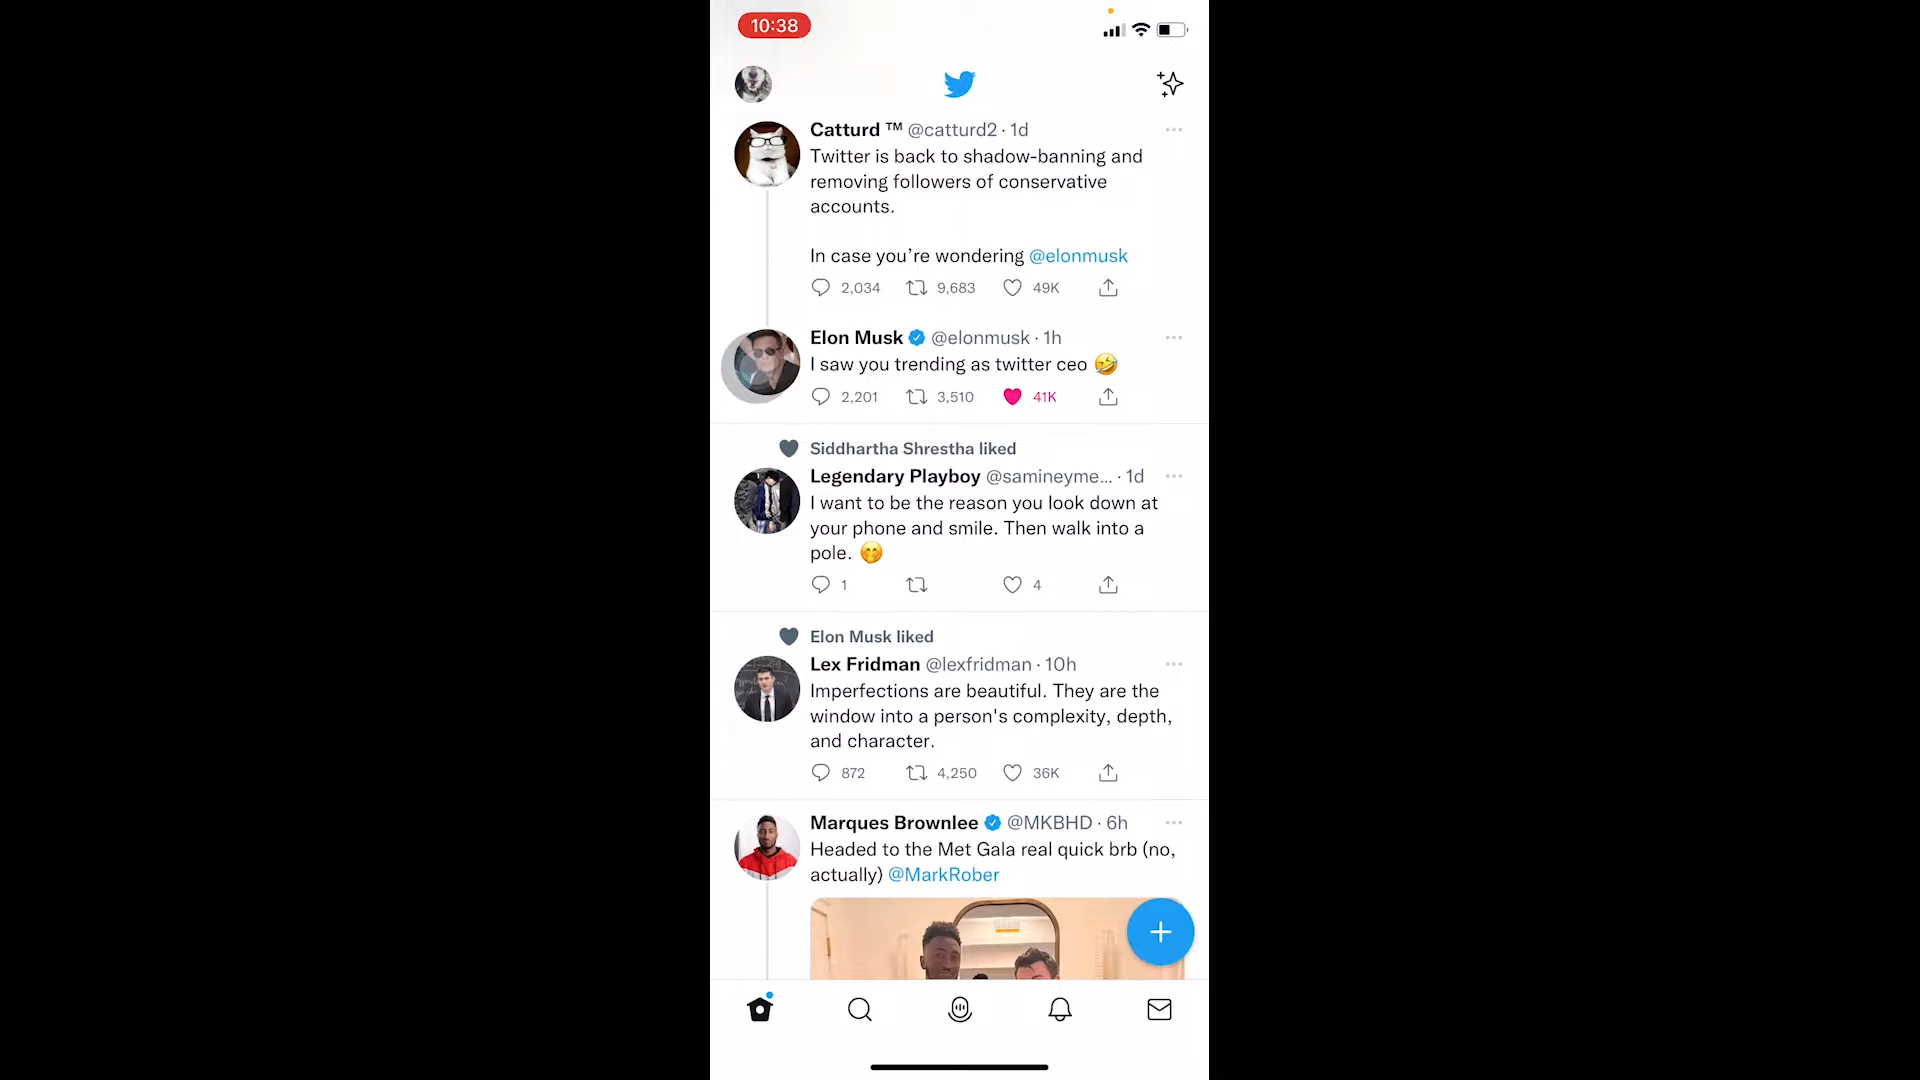 10:38
Catturd ™ @catturd2 · 1d
Twitter is back to shadow-banning and
removing followers of conservative
accounts.
In case you’re wondering @elonmusk
2,034 9,683 49K
Elon Musk @elonmusk · 1h
I saw you trending as twitter ceo 🤣
2,201 3,510 41K
Siddhartha Shrestha liked
Legendary Playboy @samineyme... · 1d
I want to be the reason you look down at
your phone and smile. Then walk into a
pole. 🤭
1 4
Elon Musk liked
Lex Fridman @lexfridman · 10h
Imperfections are beautiful. They are the
window into a person's complexity, depth,
and character.
872 4,250 36K
Marques Brownlee @MKBHD · 6h
Headed to the Met Gala real quick brb (no,
actually) @MarkRober